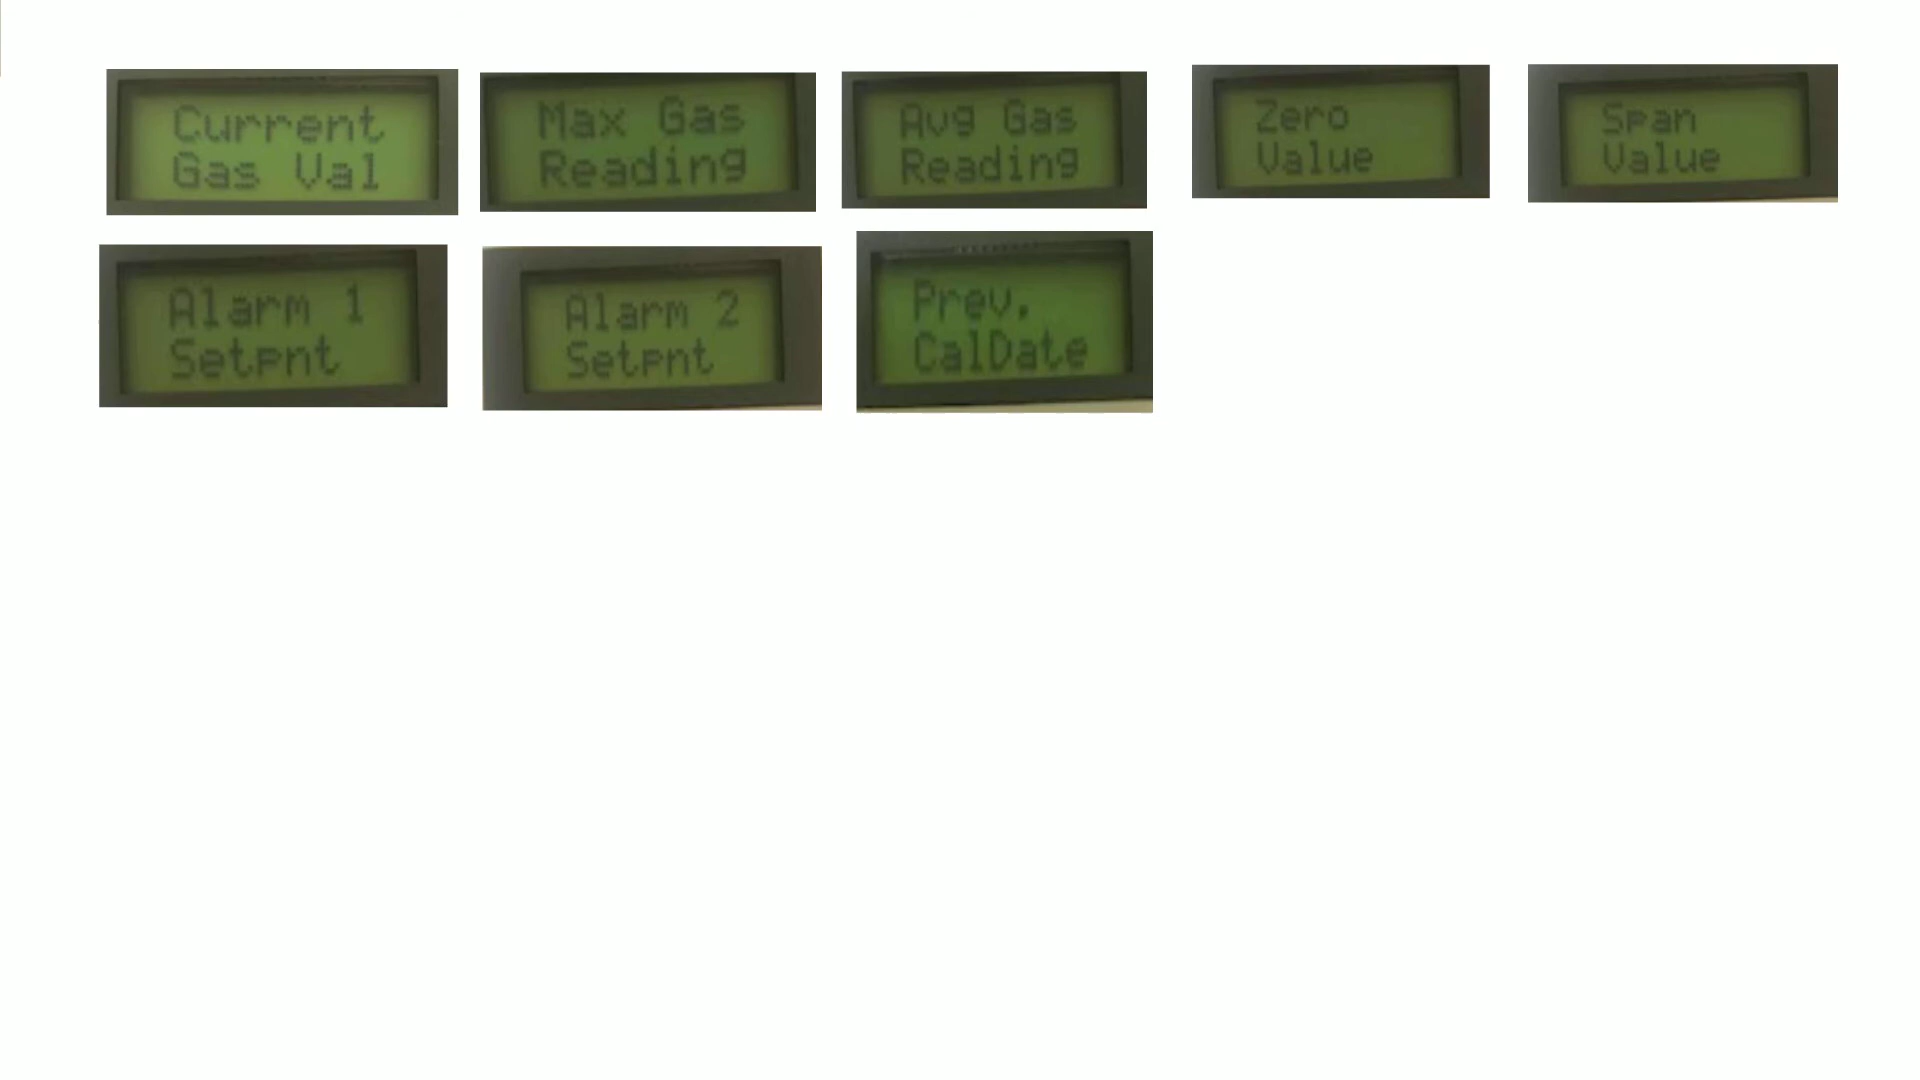 Current
Gas Val
Max Gas
Reading
Avg Gas
Reading
Zero
Value
Span
Value
Alarm 1
Setpnt
Alarm 2
Setpnt
Prev.
CalDate